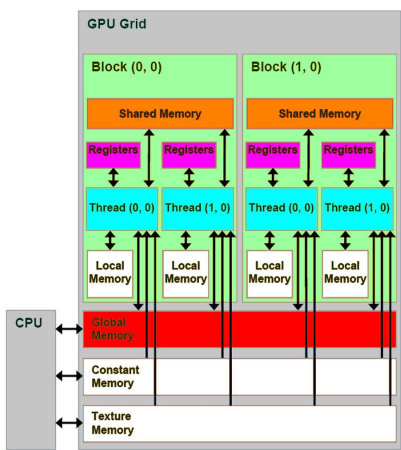 GPU Grid
Block (0, 0)
Block (1, 0)
Shared Memory
Shared Memory
Registers
Registers
Registers
Registers
Thread (0, 0)
Thread (1, 0)
Thread (0, 0)
Thread (1, 0)
Local
Memory
Local
Memory
Local
Memory
Local
Memory
CPU
Global
Memory
Constant
Memory
Texture
Memory